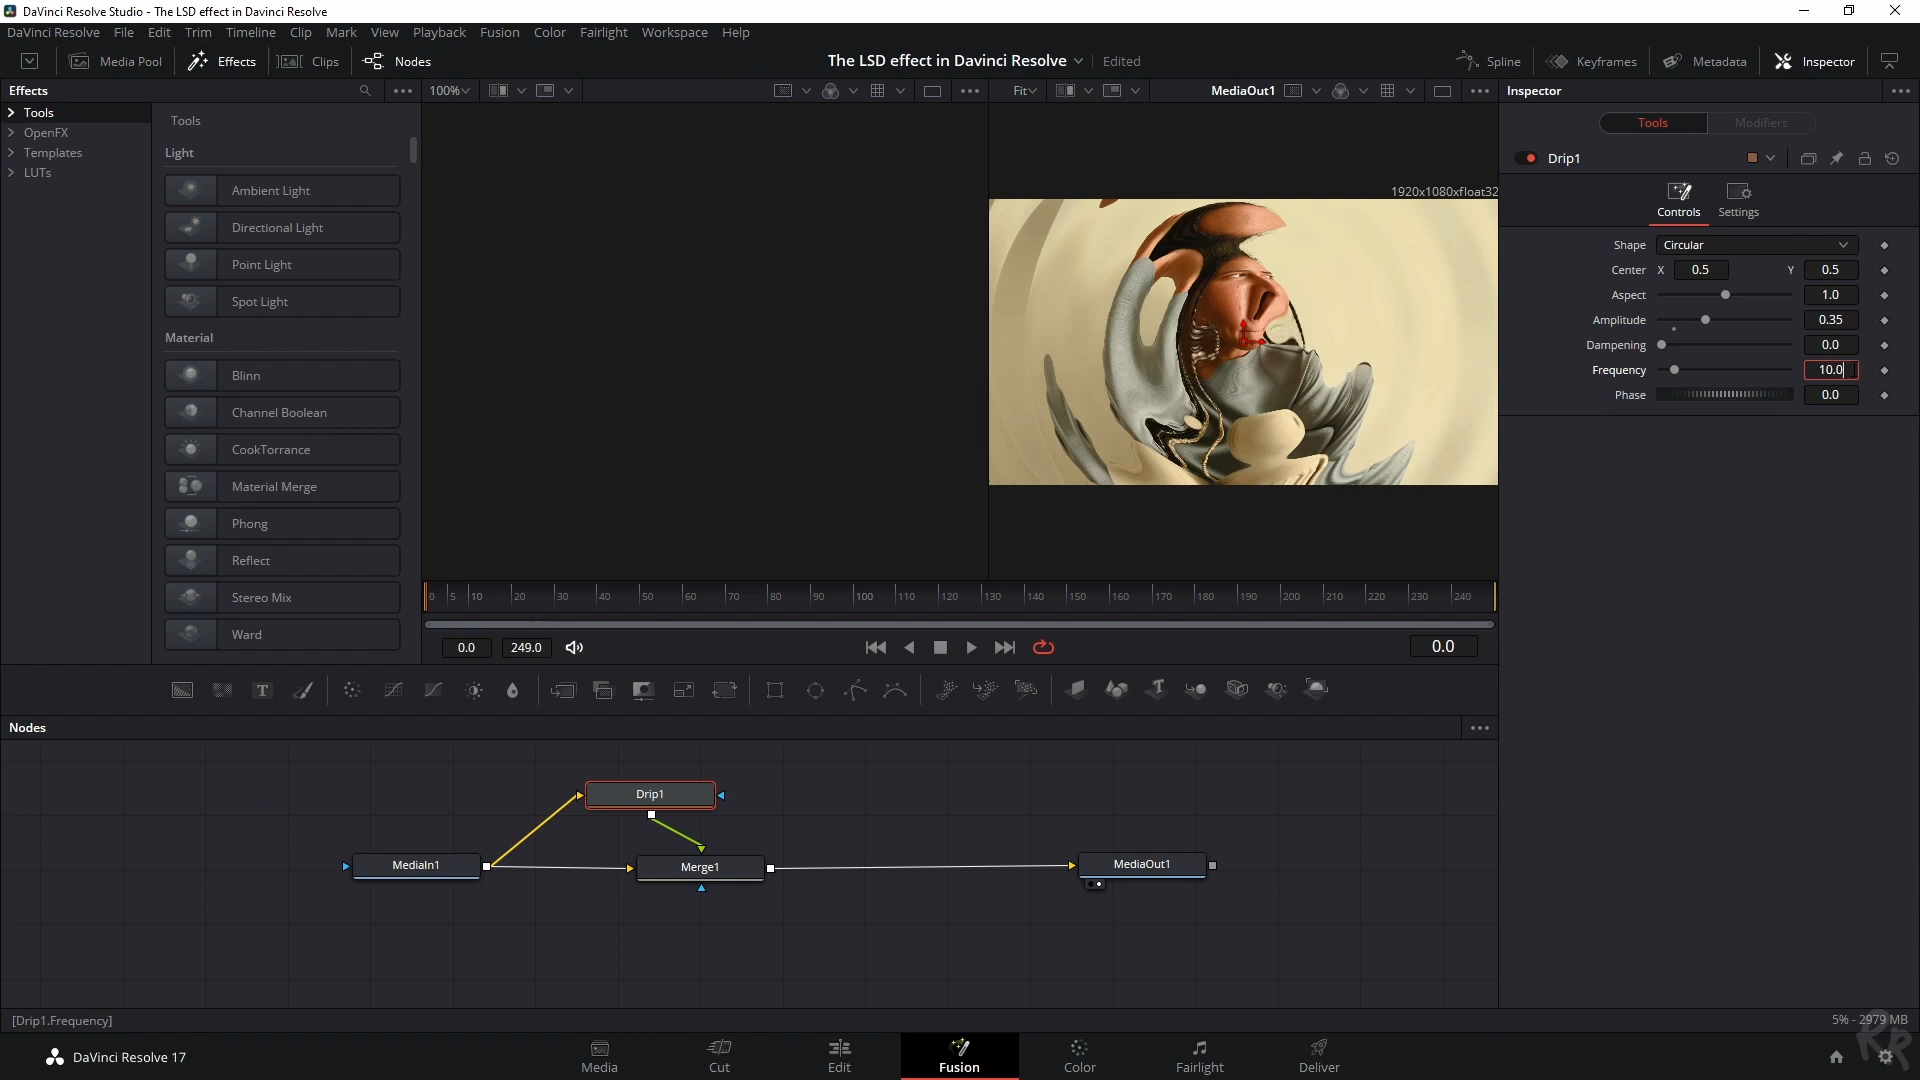 DaVinci Resolve Studio - The LSD effect in Davinci Resolve
DaVinci Resolve File Edit Trim Timeline Clip Mark View Playback Fusion Color Fairlight Workspace Help
Media Pool Effects Clips Nodes The LSD effect in Davinci Resolve Edited Spline Keyframes Metadata Inspector
Effects 100% Fit MediaOut1 Inspector
Tools
OpenFX
Templates
LUTs
Tools
Light
Ambient Light
Directional Light
Point Light
Spot Light
Material
Blinn
Channel Boolean
CookTorrance
Material Merge
Phong
Reflect
Stereo Mix
Ward
1920x1080xfloat32
Tools Modifiers
Drip1
Controls Settings
Shape Circular
Center X 0.5 Y 0.5
Aspect 1.0
Amplitude 0.35
Dampening 0.0
Frequency 10.0
Phase 0.0
0 5 10 20 30 40 50 60 70 80 90 100 110 120 130 140 150 160 170 180 190 200 210 220 230 240
0.0 249.0 0.0
T T
Nodes
Drip1
MediaIn1 Merge1 MediaOut1
[Drip1.Frequency] 5% - 2979 MB
DaVinci Resolve 17 Media Cut Edit Fusion Color Fairlight Deliver
RR